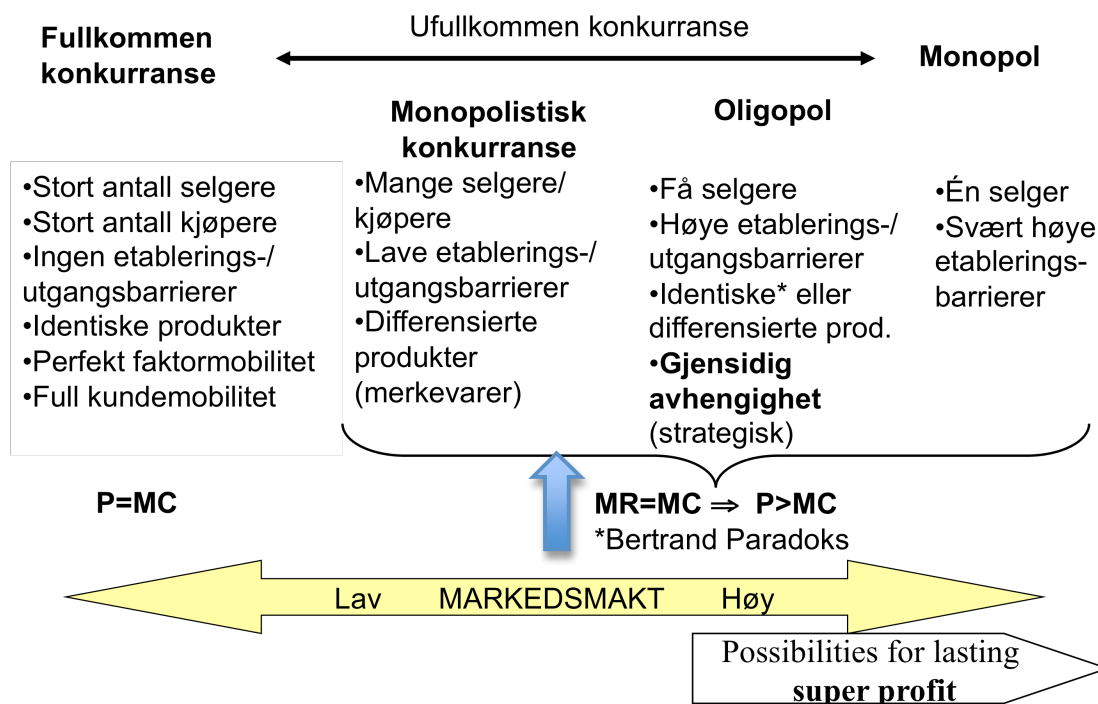 Ufullkommen konkurranse
Fullkommen
konkurranse
Monopol
Monopolistisk
konkurranse
Oligopol
•Stort antall selgere
•Stort antall kjøpere
•Ingen etablerings-/
utgangsbarrierer
•Identiske produkter
•Perfekt faktormobilitet
•Full kundemobilitet
•Mange selgere/
kjøpere
•Lave etablerings-/
utgangsbarrierer
•Differensierte
produkter
(merkevarer)
•Få selgere
•Høye etablerings-/
utgangsbarrierer
•Identiske* eller
differensierte prod.
•Gjensidig
avhengighet
(strategisk)
•Én selger
•Svært høye
etablerings-
barrierer
P=MC
MR=MC ⇒ P>MC
*Bertrand Paradoks
Lav MARKEDSMAKT Høy
Possibilities for lasting
super profit